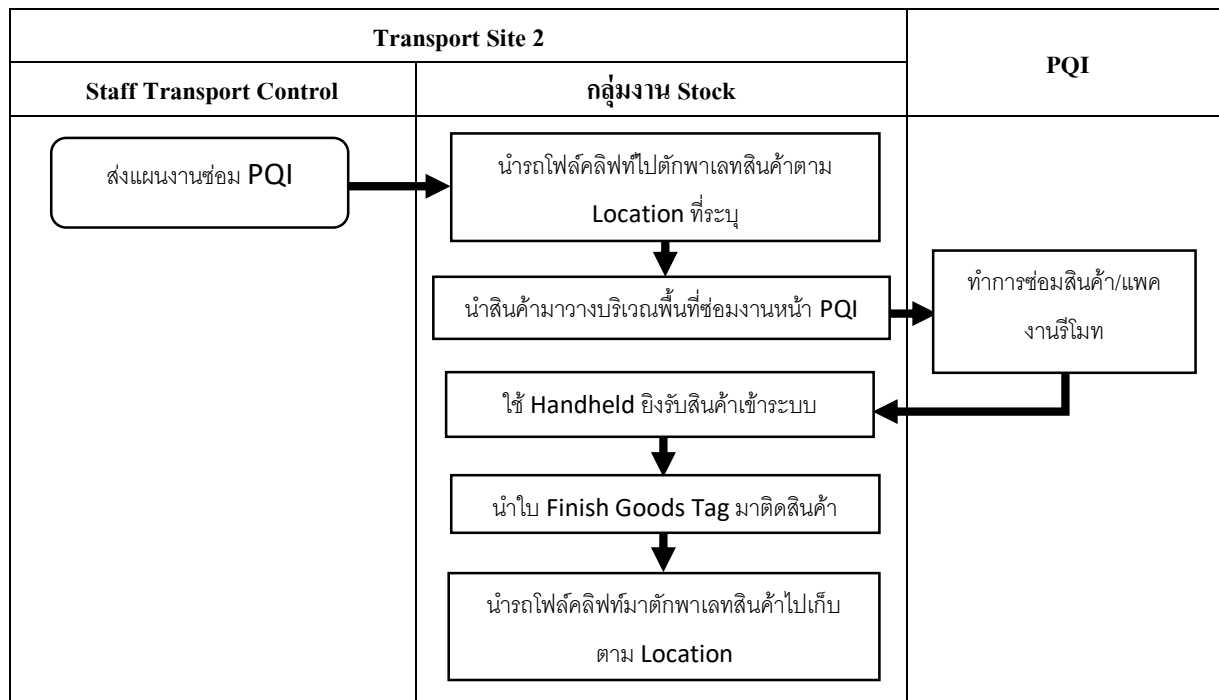 Transport Site 2
PQI
Staff Transport Control
กลุ่มงาน Stock
ส่งแผนงานซ่อม PQI
นำรถโฟล์คลิฟท์ไปตักพาเลทสินค้าตาม
Location ที่ระบุ
นำสินค้ามาวางบริเวณพื้นที่ซ่อมงานหน้า PQI
ทำการซ่อมสินค้า/แพค
งานรีโมท
ใช้ Handheld ยิงรับสินค้าเข้าระบบ
นำใบ Finish Goods Tag มาติดสินค้า
นำรถโฟล์คลิฟท์มาตักพาเลทสินค้าไปเก็บ
ตาม Location